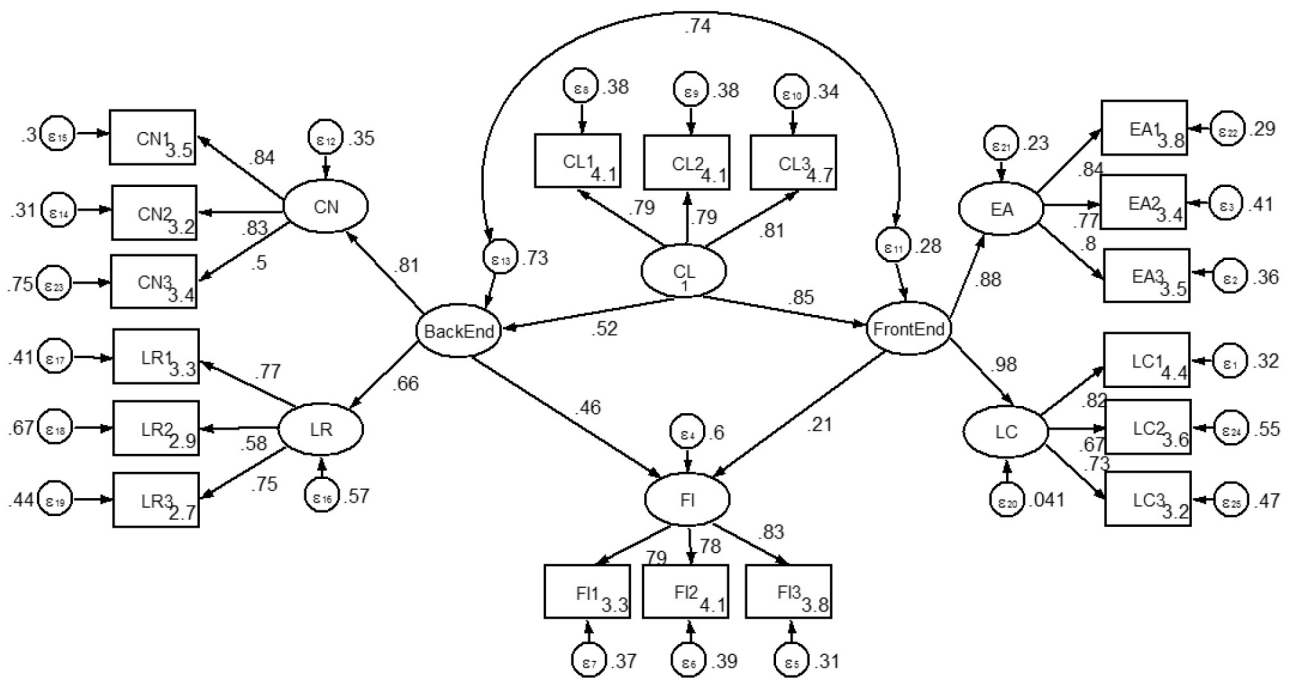 .74
ε8 .38
ε9 .38
ε10 .34
CL1 4.1
CL2 4.1
CL3 4.7
.79
.79
.81
CL
1
.3 ε15
CN1 3.5
.84
ε12 .35
.31 ε14
CN2 3.2
.83
CN
.75 ε23
CN3 3.4
.5
.81
ε13 .73
ε11 .28
BackEnd
.52
.85
FrontEnd
ε21 .23
EA
.88
.84
EA1 3.8
ε22 .29
.77
EA2 3.4
ε3 .41
.8
EA3 3.5
ε2 .36
.41 ε17
LR1 3.3
.77
.66
.67 ε18
LR2 2.9
.58
LR
.44 ε19
LR3 2.7
.75
ε16 .57
.46
.21
ε4 .6
FI
.98
LC
ε20 .041
.82
LC1 4.4
ε1 .32
.67
LC2 3.6
ε24 .55
.73
LC3 3.2
ε25 .47
.79
.78
.83
FI1 3.3
FI2 4.1
FI3 3.8
ε7 .37
ε6 .39
ε5 .31